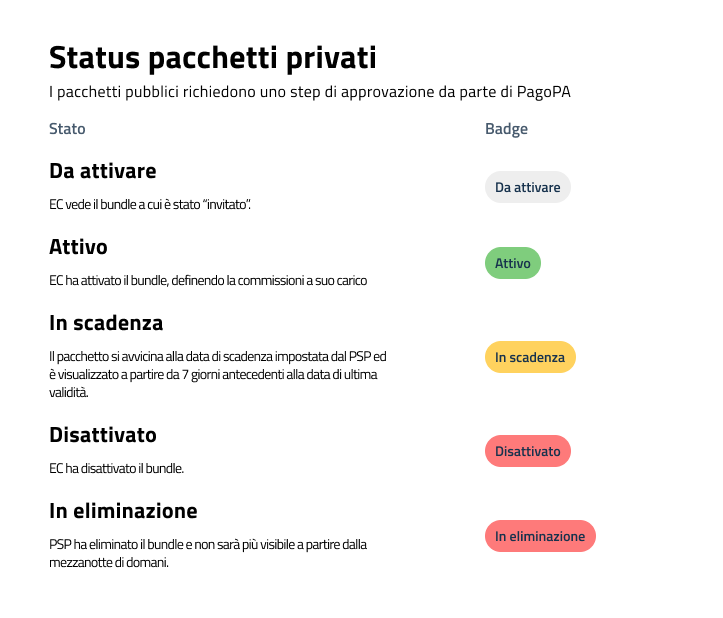 Status pacchetti privati
I pacchetti pubblici richiedono uno step di approvazione da parte di PagoPA
Stato
Badge
Da attivare
EC vede il bundle a cui è stato “invitato”.
Da attivare
Attivo
EC ha attivato il bundle, definendo la commissioni a suo carico
Attivo
In scadenza
Il pacchetto si avvicina alla data di scadenza impostata dal PSP ed
è visualizzato a partire da 7 giorni antecedenti alla data di ultima
validità.
In scadenza
Disattivato
EC ha disattivato il bundle.
Disattivato
In eliminazione
PSP ha eliminato il bundle e non sarà più visibile a partire dalla
mezzanotte di domani.
In eliminazione